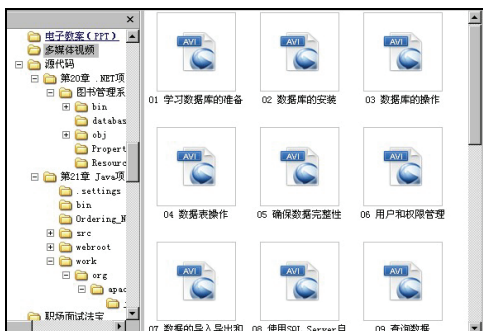 ×
电子教案(PPT)
多媒体视频
源代码
第20章 .NET项
图书管理系
bin
databas
obj
Propert
Resourc
第21章 Java项
.settings
bin
Ordering_N
src
webroot
work
org
apac
职场面试法宝
AVI
AVI
AVI
01 学习数据库的准备
02 数据库的安装
03 数据库的操作
AVI
AVI
AVI
04 数据表操作
05 确保数据完整性
06 用户和权限管理
AVI
AVI
AVI
07 数据的导入导出和
08 使用SQL Server自
09 查询数据